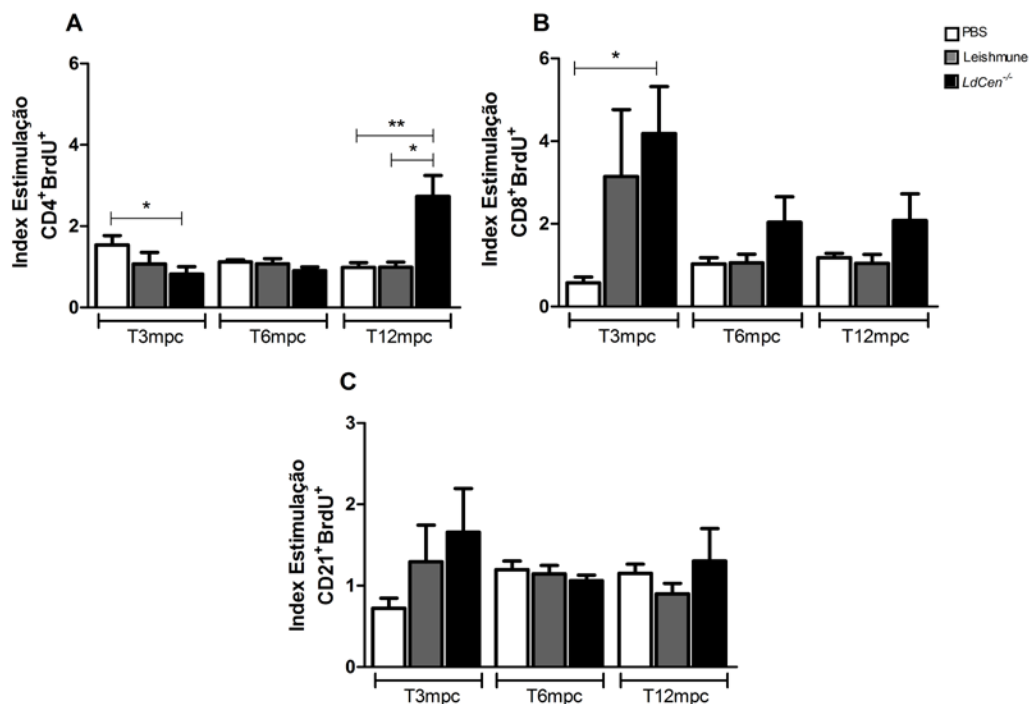 A
Index Estimulação
CD4⁺BrdU⁺
6
4
2
0
*
**
*
T3mpc
T6mpc
T12mpc
B
Index Estimulação
CD8⁺BrdU⁺
6
4
2
0
*
T3mpc
T6mpc
T12mpc
PBS
Leishmune
LdCen⁻/⁻
C
Index Estimulação
CD21⁺BrdU⁺
3
2
1
0
T3mpc
T6mpc
T12mpc